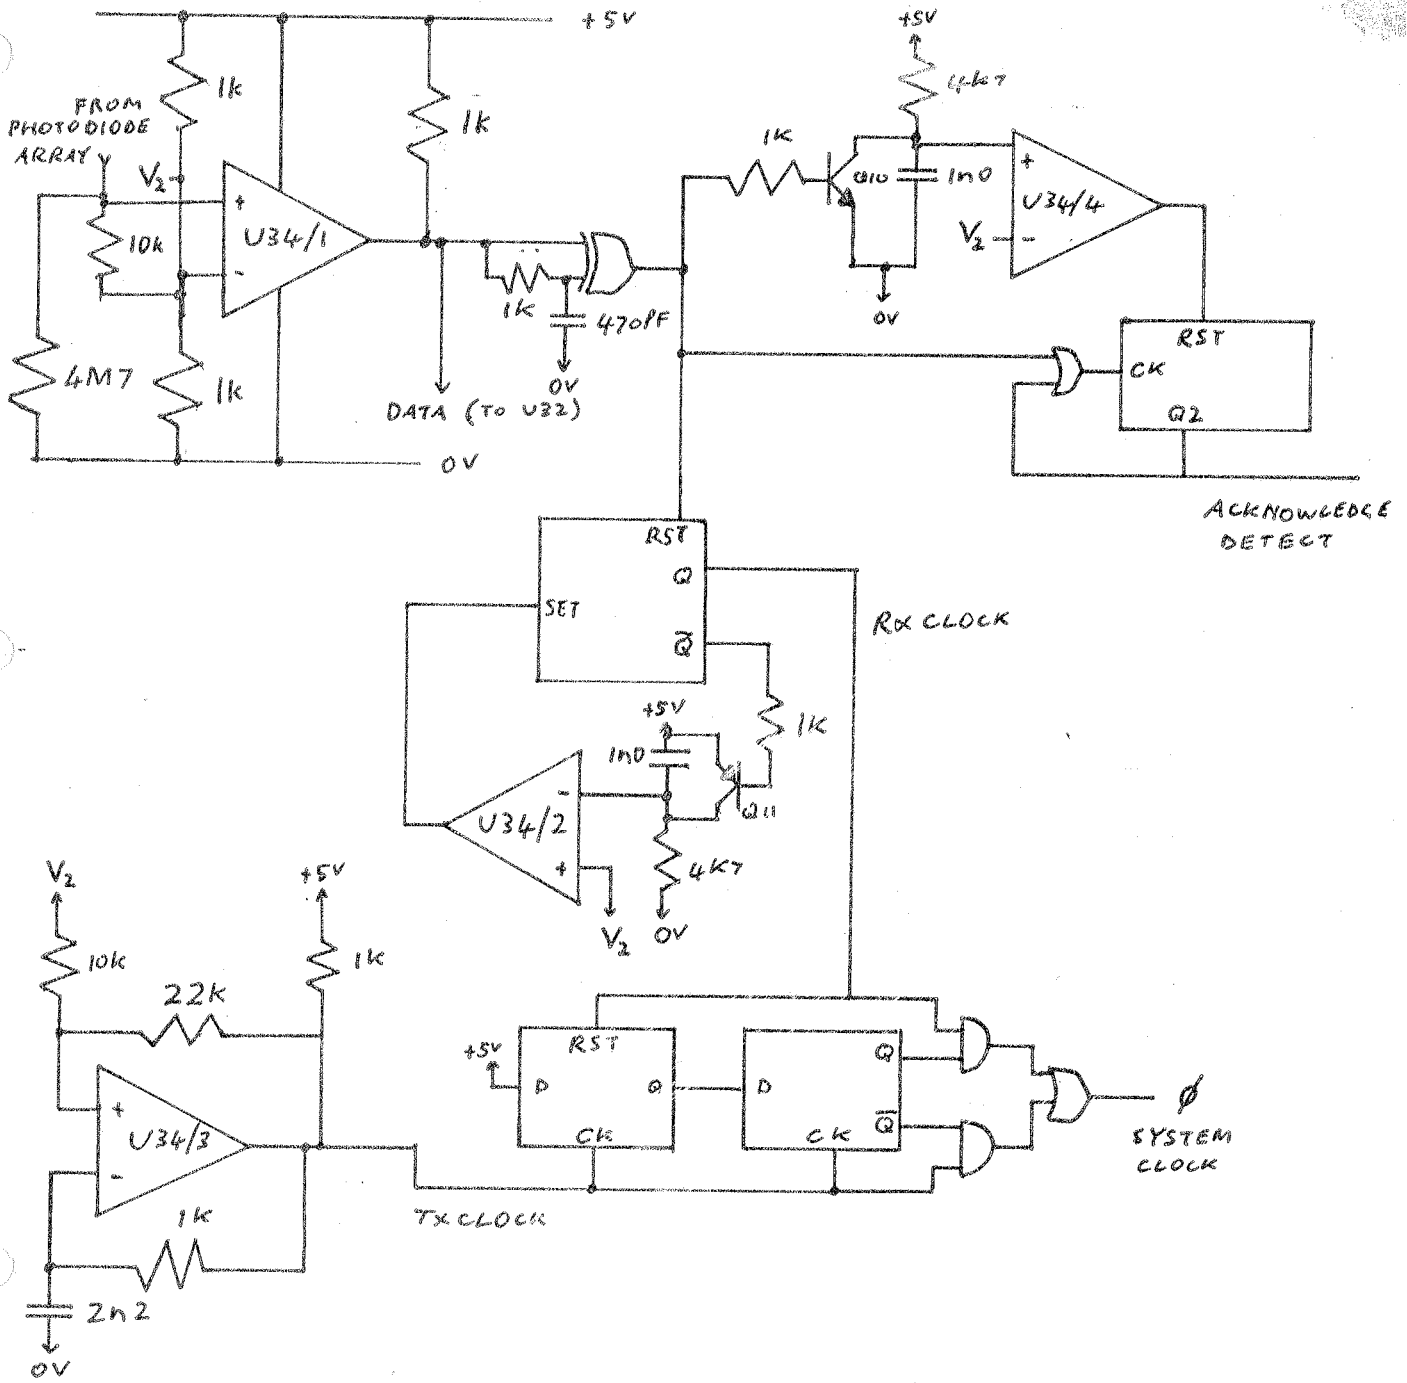 +5V
1k
FROM
PHOTODIODE
ARRAY
V2
10k
4M7
1k
+
U34/1
-
1k
1k
470PF
0V
DATA (TO U32)
0V
+5V
4k7
1K
Q10
1n0
+
U34/4
V2
-
0V
RST
CK
Q2
ACKNOWLEDGE
DETECT
RST
Q
SET
Q̅
RX CLOCK
1K
+5V
1n0
Q11
-
U34/2
+
4K7
V2
0V
V2
10k
22k
+5V
1K
+
U34/3
-
1K
2n2
0V
TX CLOCK
+5V
RST
D
Q
CK
D
Q
Q̅
CK
ø
SYSTEM
CLOCK